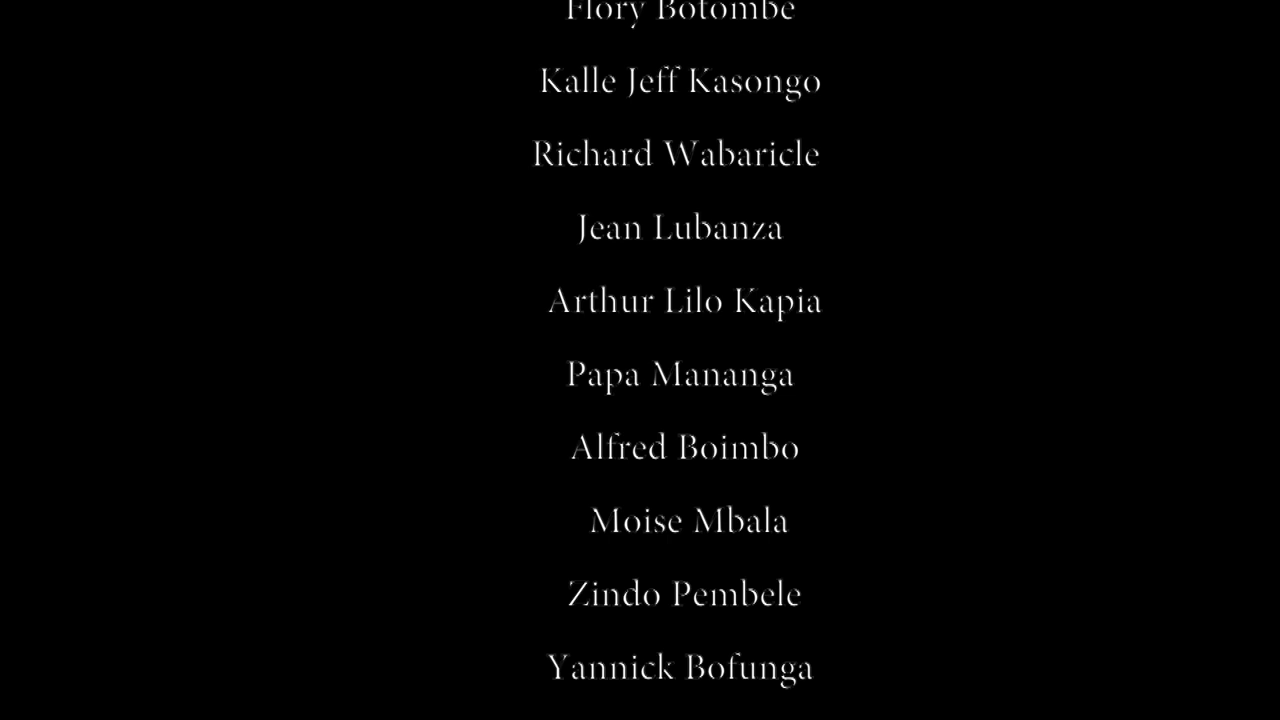 Flory Botombe
Kalle Jeff Kasongo
Richard Wabaricle
Jean Lubanza
Arthur Lilo Kapia
Papa Mananga
Alfred Boimbo
Moise Mbala
Zindo Pembele
Yannick Bofunga